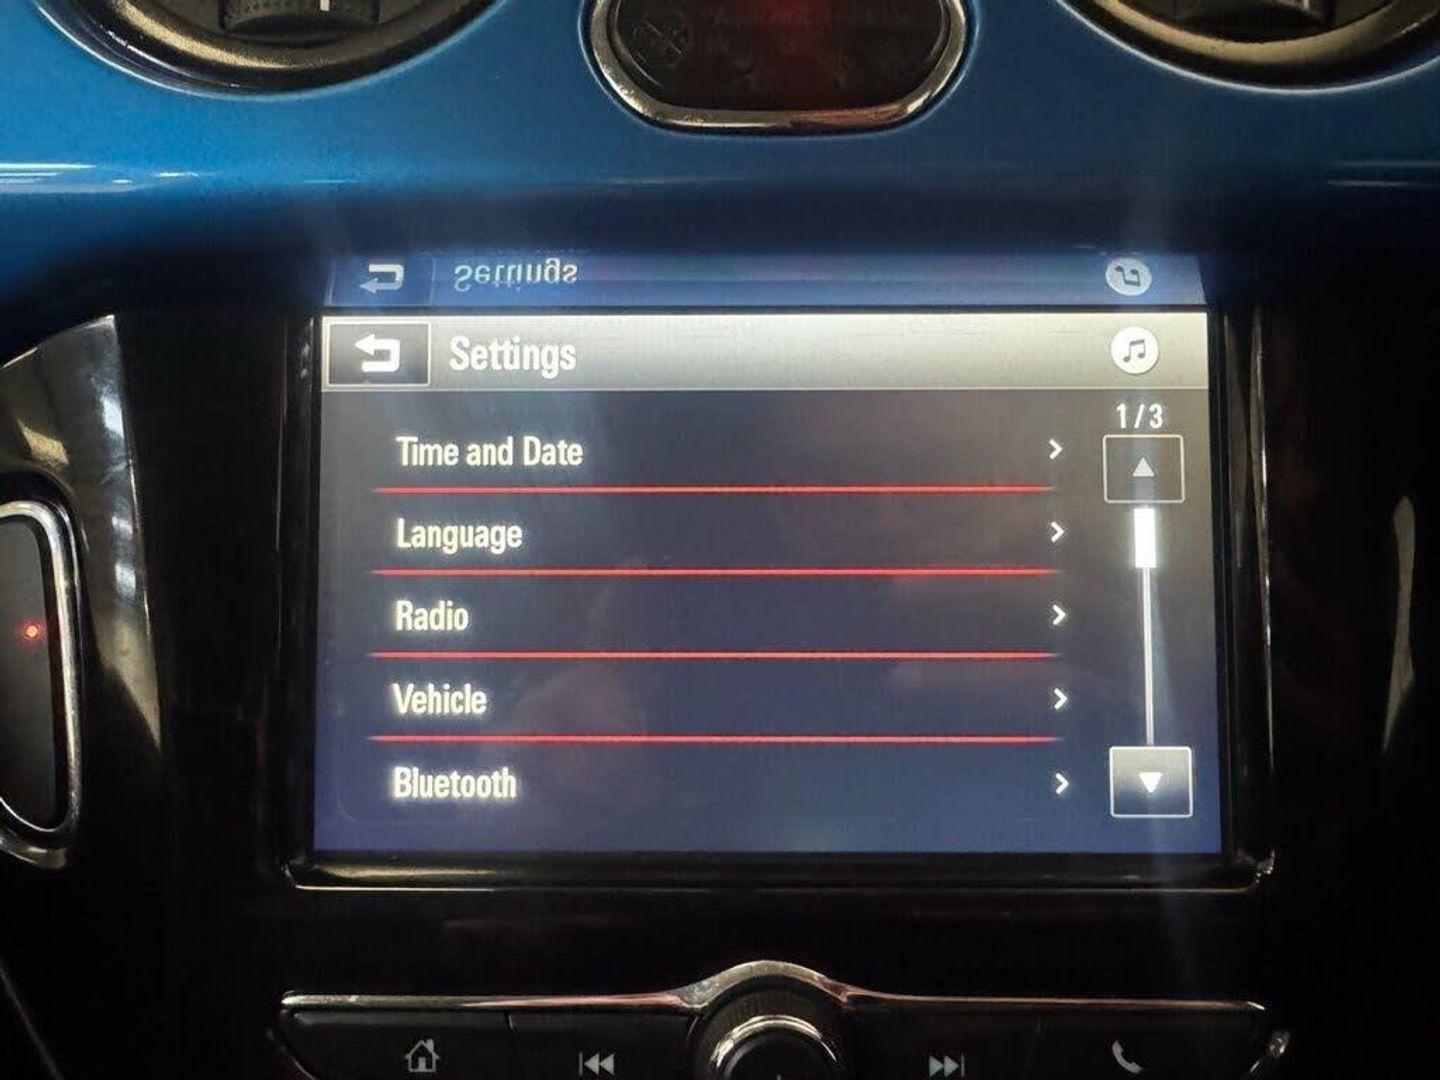 Settings
Settings
1/3
Time and Date
Language
Radio
Vehicle
Bluetooth